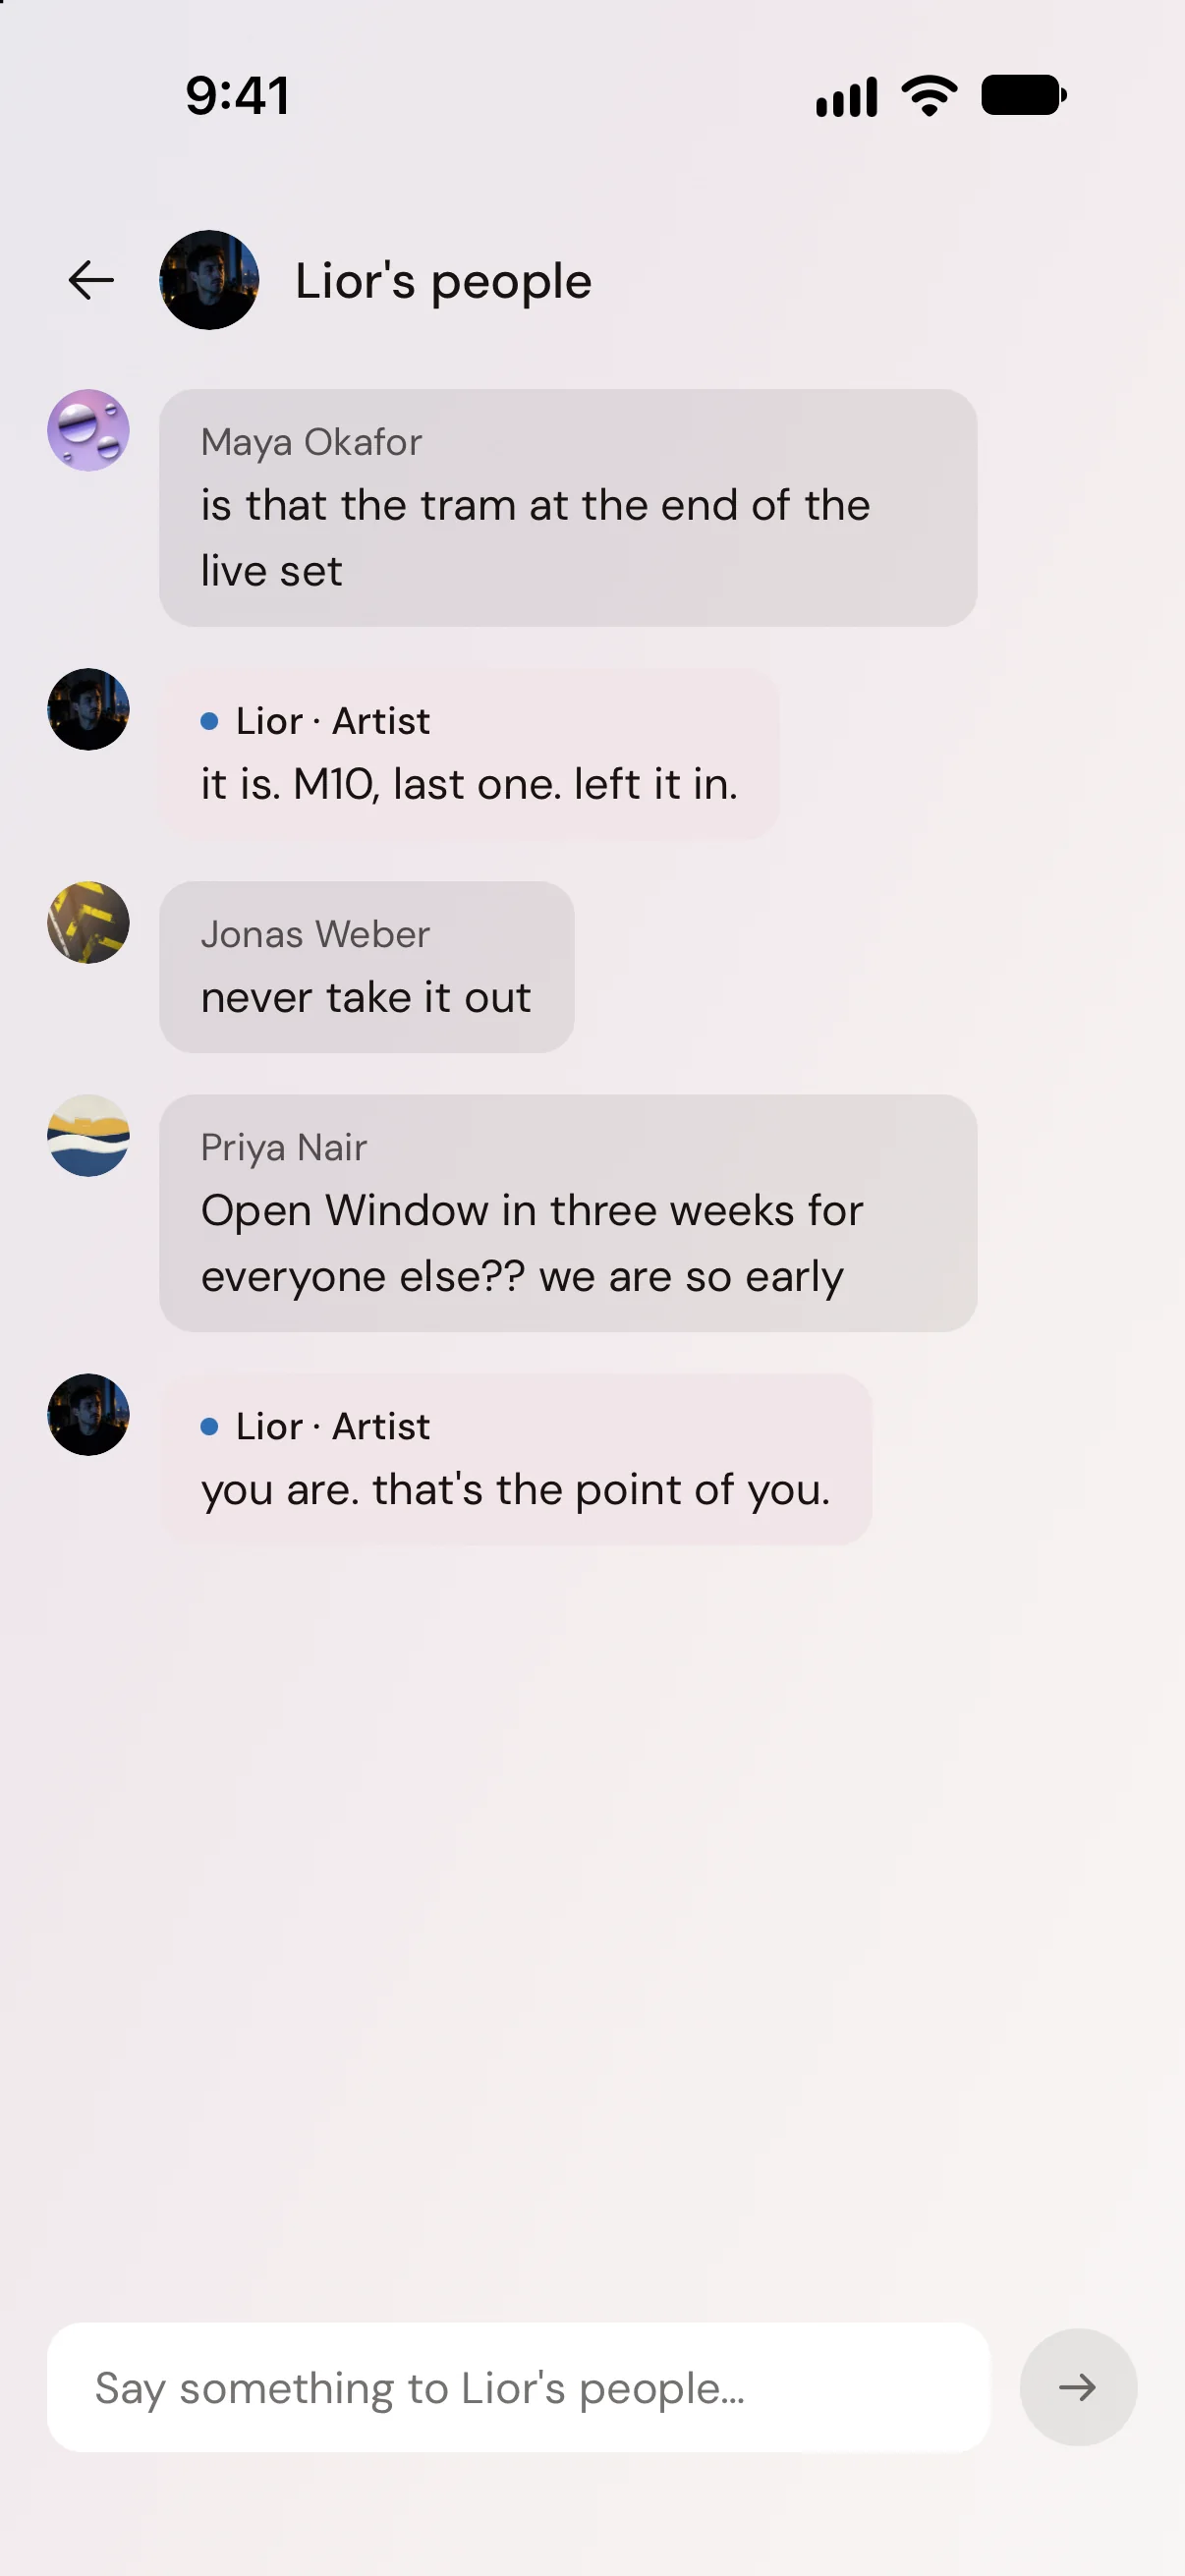 9:41
Lior's people
Maya Okafor
is that the tram at the end of the
live set
Lior · Artist
it is. M10, last one. left it in.
Jonas Weber
never take it out
Priya Nair
Open Window in three weeks for
everyone else?? we are so early
Lior · Artist
you are. that's the point of you.
Say something to Lior's people...